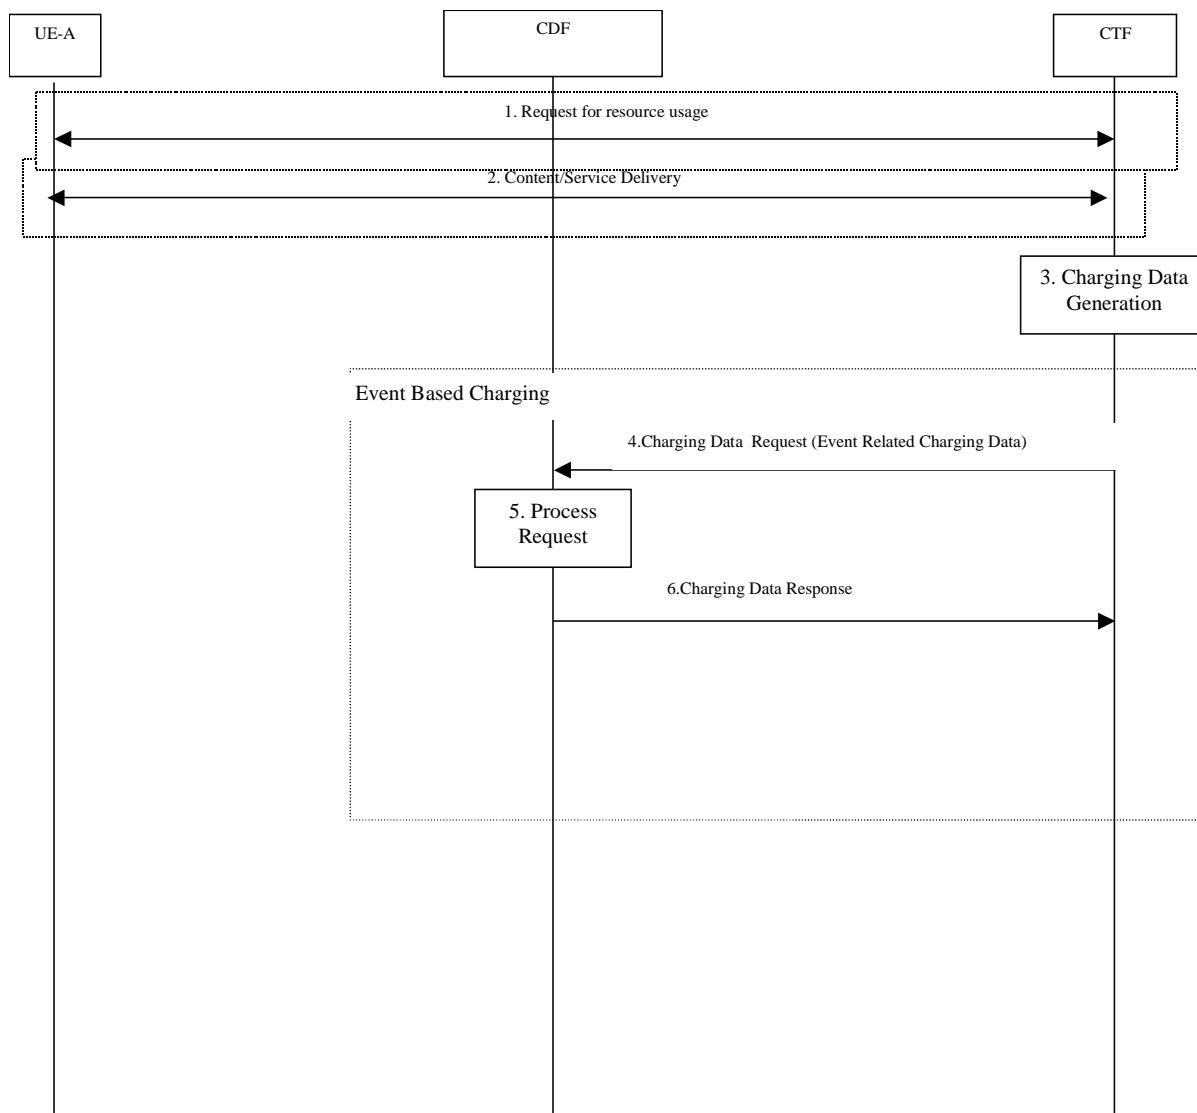 UE-A
CDF
CTF
1. Request for resource usage
2. Content/Service Delivery
3. Charging Data
Generation
Event Based Charging
4.Charging Data  Request (Event Related Charging Data)
5. Process
Request
6.Charging Data Response